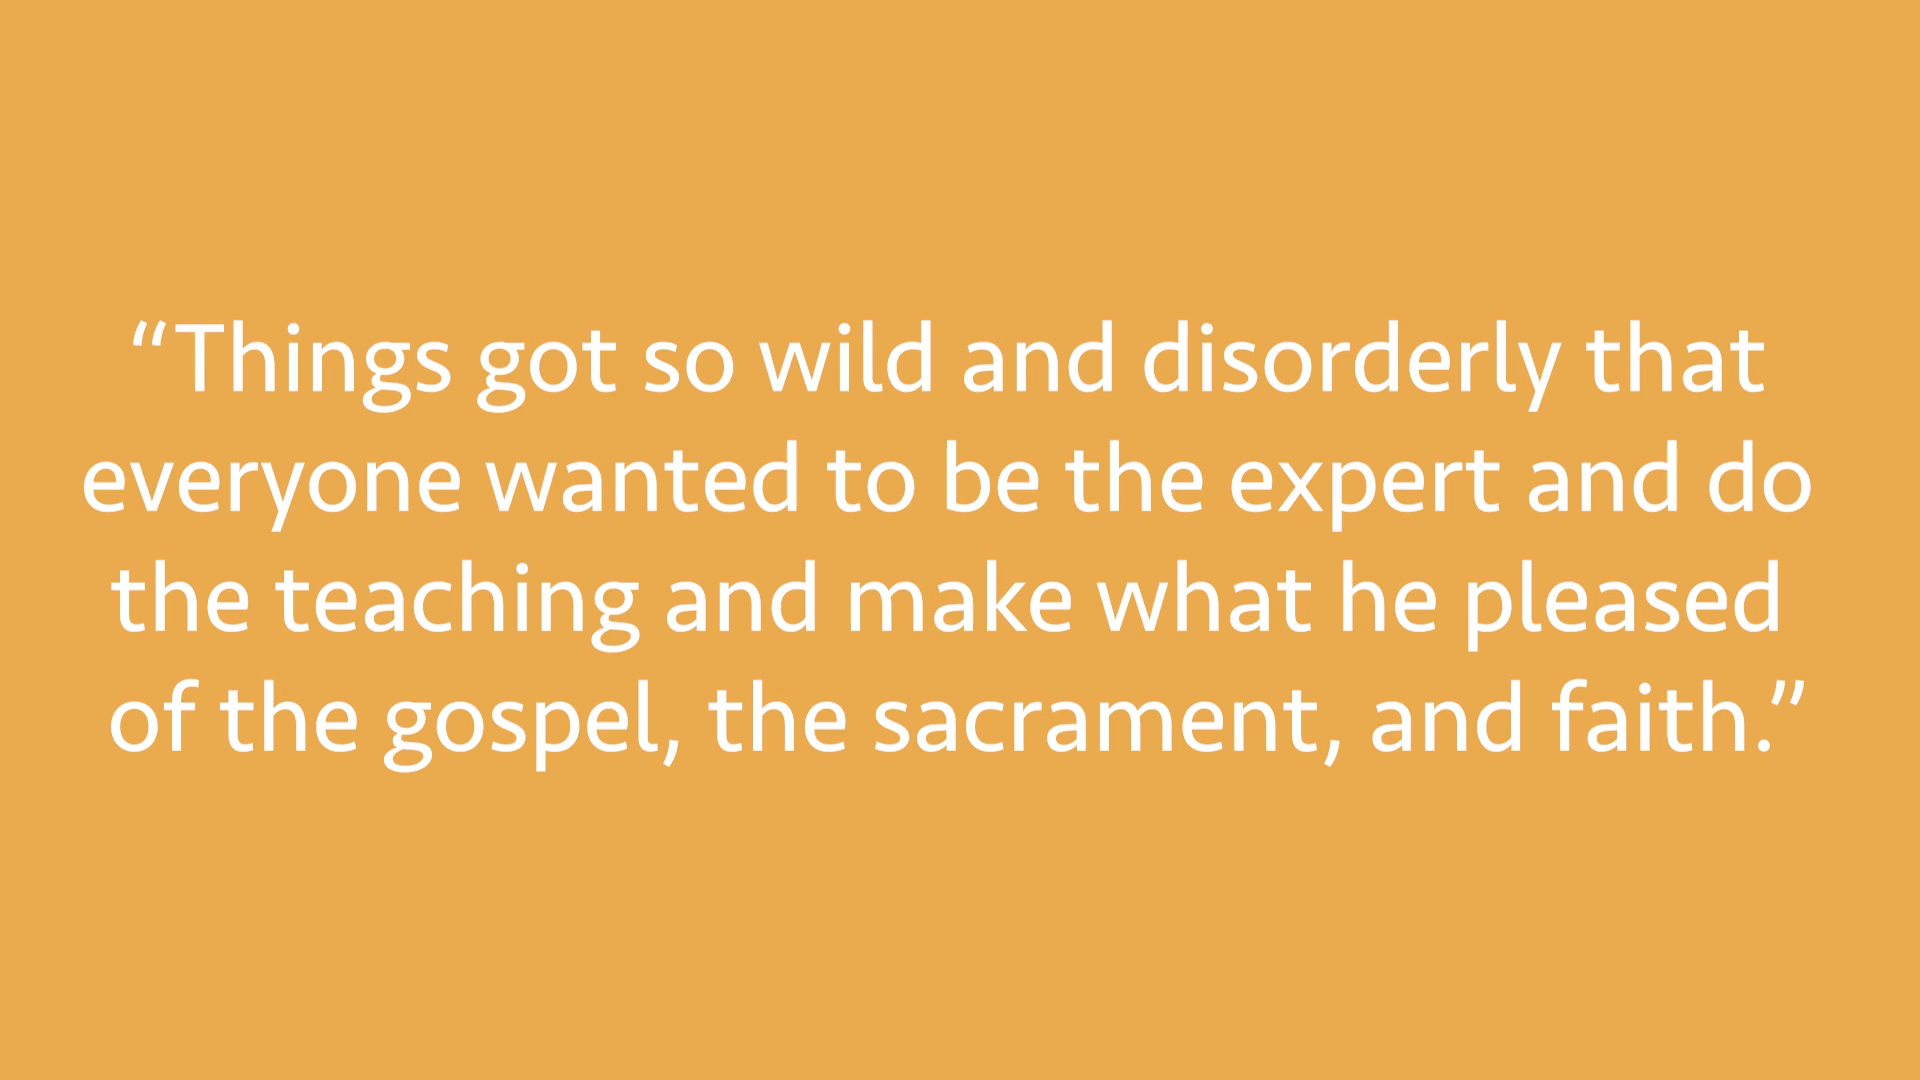 “Things got so wild and disorderly that
everyone wanted to be the expert and do
the teaching and make what he pleased
of the gospel, the sacrament, and faith.”